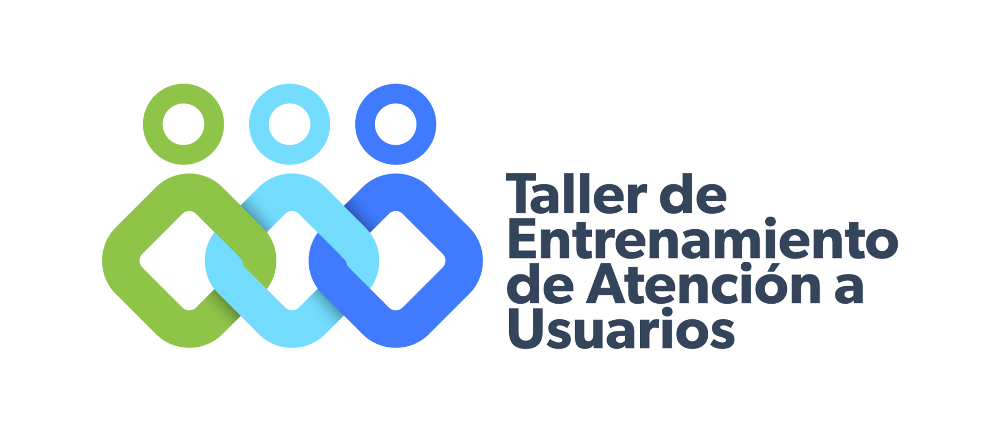 Taller de
Entrenamiento
de Atención a
Usuarios